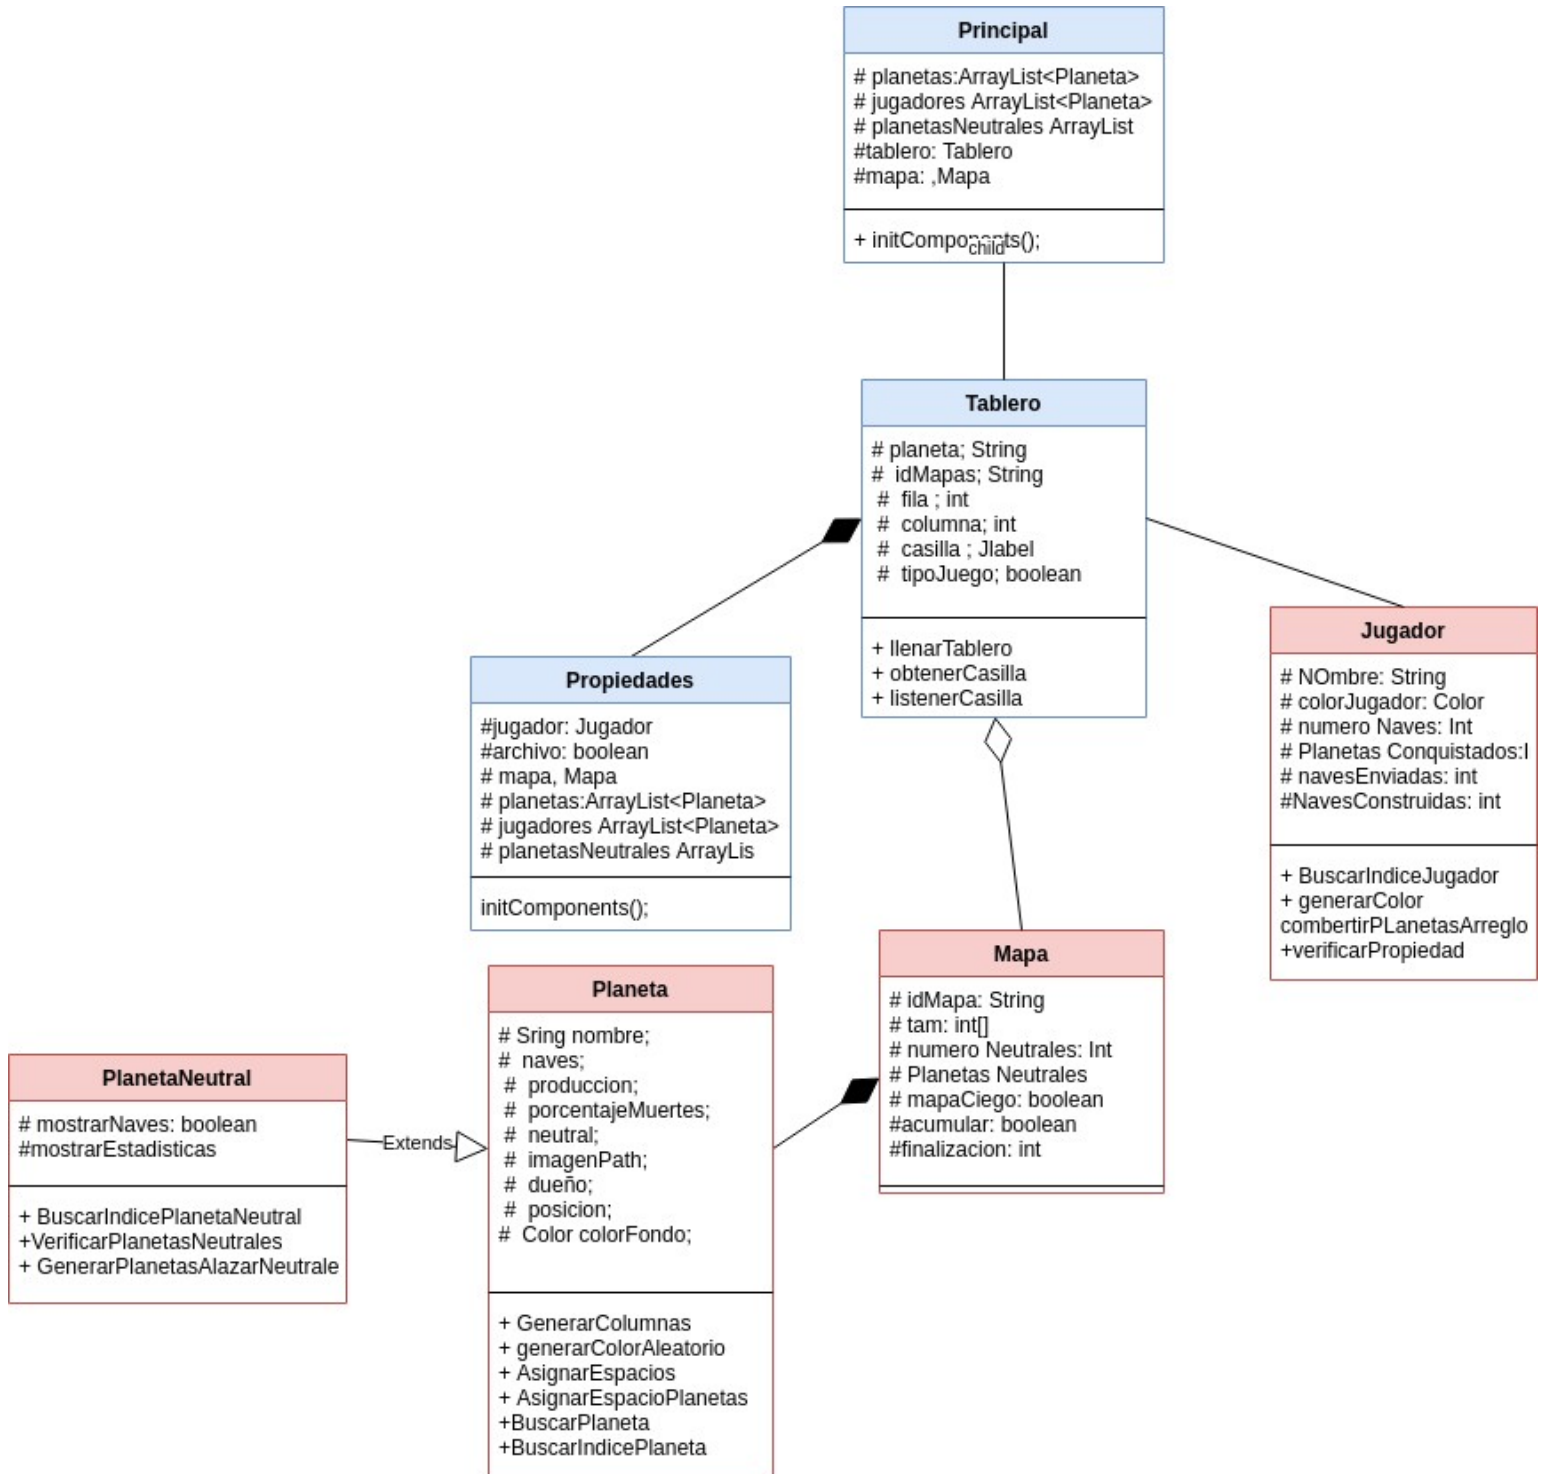 Principal
# planetas:ArrayList<Planeta>
# jugadores ArrayList<Planeta>
# planetasNeutrales ArrayList
#tablero: Tablero
#mapa: ,Mapa
+ initComponents();
child
Tablero
# planeta; String
# idMapas; String
# fila ; int
# columna; int
# casilla ; Jlabel
# tipoJuego; boolean
+ llenarTablero
+ obtenerCasilla
+ listenerCasilla
Jugador
# NOmbre: String
# colorJugador: Color
# numero Naves: Int
# Planetas Conquistados:I
# navesEnviadas: int
#NavesConstruidas: int
+ BuscarIndiceJugador
+ generarColor
combertirPLanetasArreglo
+verificarPropiedad
Propiedades
#jugador: Jugador
#archivo: boolean
# mapa, Mapa
# planetas:ArrayList<Planeta>
# jugadores ArrayList<Planeta>
# planetasNeutrales ArrayLis
initComponents();
Mapa
# idMapa: String
# tam: int[]
# numero Neutrales: Int
# Planetas Neutrales
# mapaCiego: boolean
#acumular: boolean
#finalizacion: int
Planeta
# Sring nombre;
# naves;
# produccion;
# porcentajeMuertes;
# neutral;
# imagenPath;
# dueño;
# posicion;
# Color colorFondo;
+ GenerarColumnas
+ generarColorAleatorio
+ AsignarEspacios
+ AsignarEspacioPlanetas
+BuscarPlaneta
+BuscarIndicePlaneta
PlanetaNeutral
# mostrarNaves: boolean
#mostrarEstadisticas
+ BuscarIndicePlanetaNeutral
+VerificarPlanetasNeutrales
+ GenerarPlanetasAlazarNeutrale
Extends